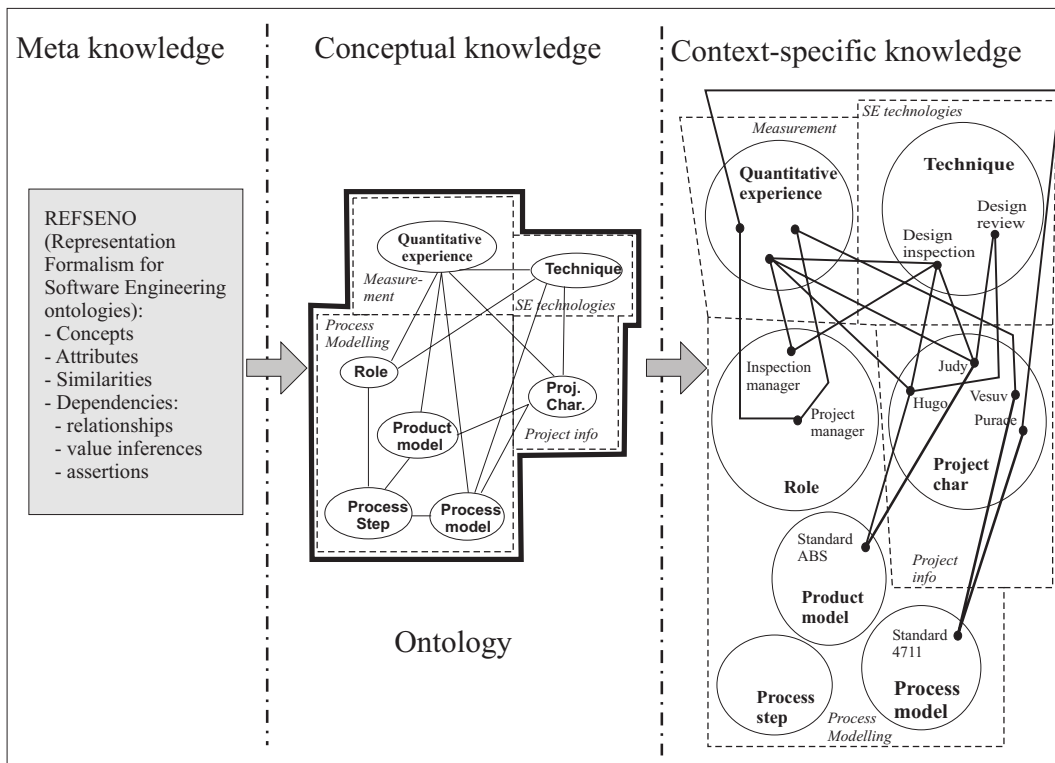 Meta knowledge
Conceptual knowledge
Context-specific knowledge
REFSENO
(Representation
Formalism for
Software Engineering
ontologies):
- Concepts
- Attributes
- Similarities
- Dependencies:
- relationships
- value inferences
- assertions
Quantitative
experience
Technique
Measure-
ment
SE technologies
Process
Modelling
Role
Proj.
Char.
Product
model
Project info
Process
Step
Process
model
Ontology
SE technologies
Measurement
Quantitative
experience
Technique
Design
review
Design
inspection
Inspection
manager
Project
manager
Role
Judy
Hugo
Vesuv
Purace
Project
char
Standard
ABS
Product
model
Project
info
Standard
4711
Process
model
Process
step
Process
Modelling